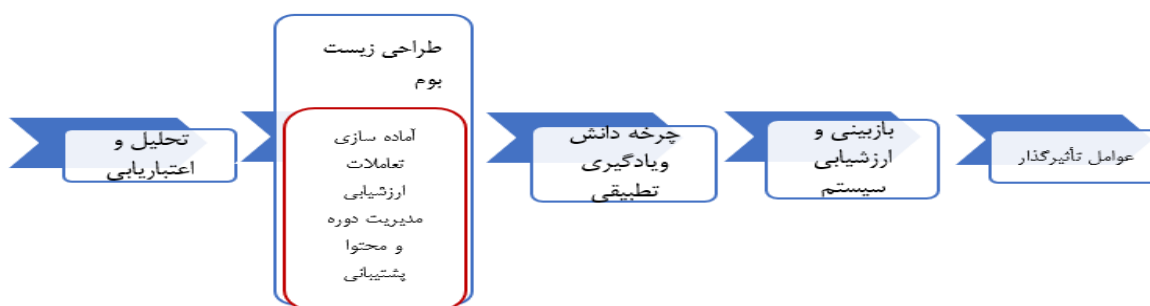 تحلیل و
اعتباریابی
طراحی زیست
بوم
آماده سازی
تعاملات
ارزشیابی
مدیریت دوره
و محتوا
پشتیبانی
چرخه دانش
ویادگیری
تطبیقی
بازبینی و
ارزشیابی
سیستم
عوامل تأثیرگذار